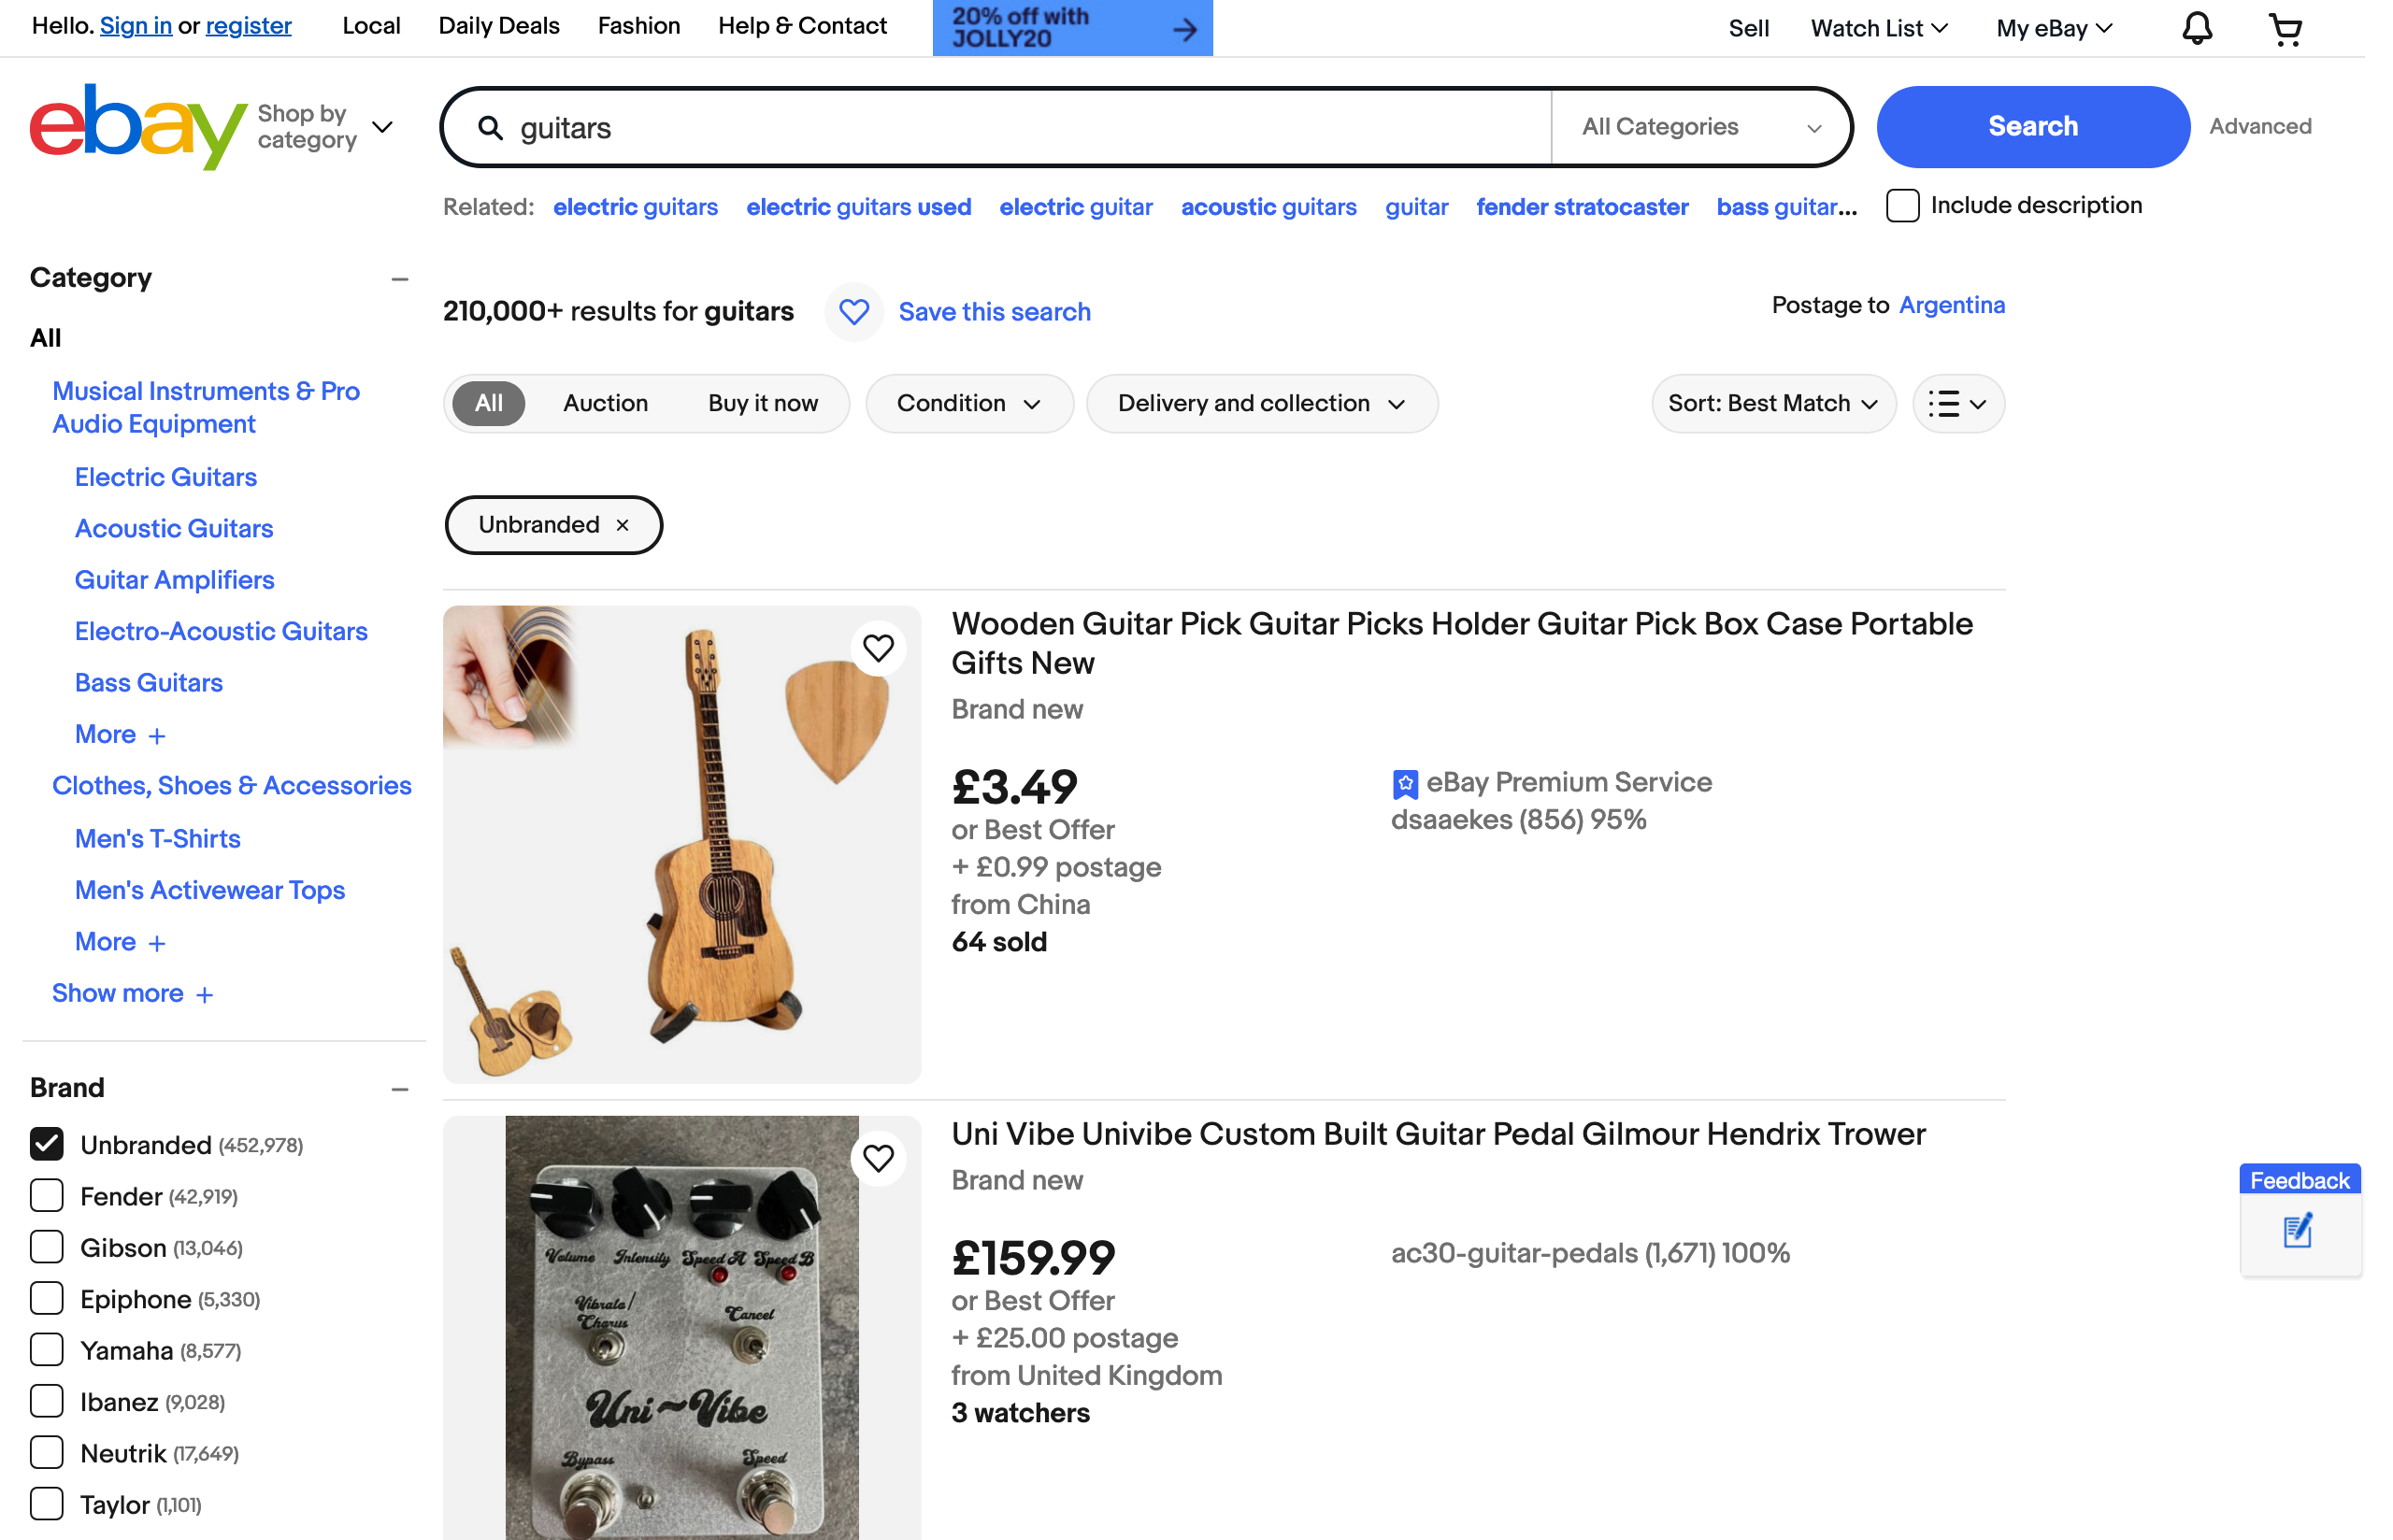 Hello. Sign in or register
Local
Daily Deals
Fashion
Help & Contact
20% off with
JOLLY20
Sell
Watch List
My eBay
ebay
Shop by
category
guitars
All Categories
Search
Advanced
Related: electric guitars electric guitars used electric guitar acoustic guitars guitar fender stratocaster bass guitar...
Include description
Category
All
Musical Instruments & Pro
Audio Equipment
Electric Guitars
Acoustic Guitars
Guitar Amplifiers
Electro-Acoustic Guitars
Bass Guitars
More +
Clothes, Shoes & Accessories
Men's T-Shirts
Men's Activewear Tops
More +
Show more +
Brand
Unbranded (452,978)
Fender (42,919)
Gibson (13,046)
Epiphone (5,330)
Yamaha (8,577)
Ibanez (9,028)
Neutrik (17,649)
Taylor (1,101)
210,000+ results for guitars
Save this search
Postage to Argentina
All
Auction
Buy it now
Condition
Delivery and collection
Sort: Best Match
Unbranded ×
Wooden Guitar Pick Guitar Picks Holder Guitar Pick Box Case Portable
Gifts New
Brand new
£3.49
or Best Offer
+ £0.99 postage
from China
64 sold
eBay Premium Service
dsaaekes (856) 95%
Volume Intensity Speed A Speed B
Vibrato/
Chorus
Cancel
Uni~Vibe
Bypass
Speed
Uni Vibe Univibe Custom Built Guitar Pedal Gilmour Hendrix Trower
Brand new
£159.99
or Best Offer
+ £25.00 postage
from United Kingdom
3 watchers
ac30-guitar-pedals (1,671) 100%
Feedback